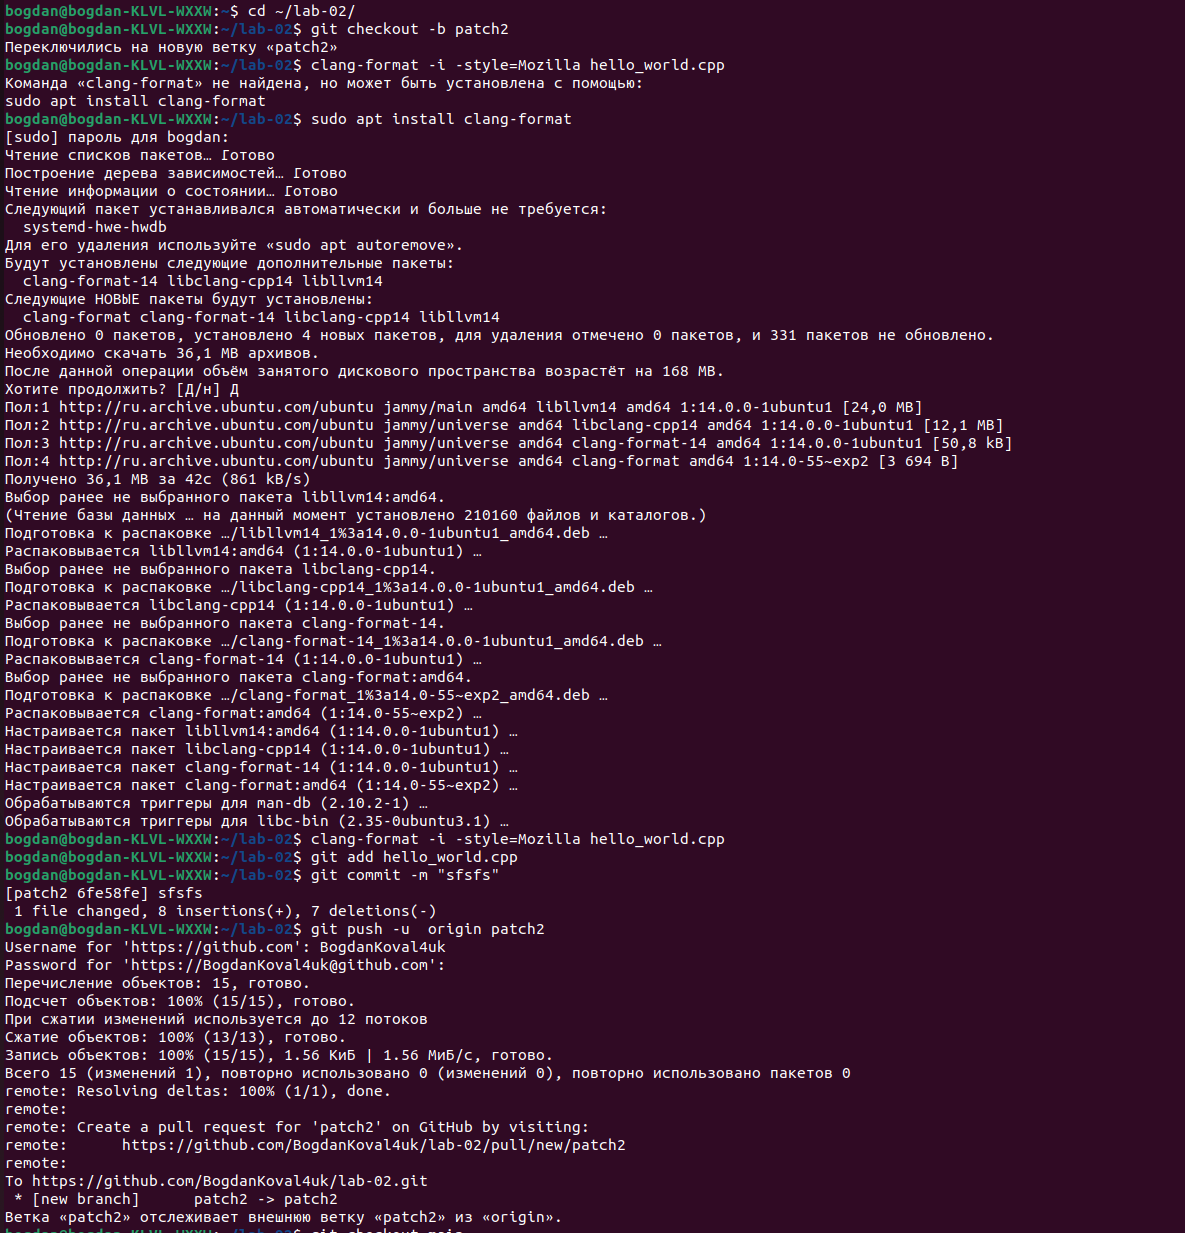 bogdan@bogdan-KLVL-WXXW:~$ cd ~/lab-02/
bogdan@bogdan-KLVL-WXXW:~/lab-02$ git checkout -b patch2
Переключились на новую ветку «patch2»
bogdan@bogdan-KLVL-WXXW:~/lab-02$ clang-format -i -style=Mozilla hello_world.cpp
Команда «clang-format» не найдена, но может быть установлена с помощью:
sudo apt install clang-format
bogdan@bogdan-KLVL-WXXW:~/lab-02$ sudo apt install clang-format
[sudo] пароль для bogdan:
Чтение списков пакетов… Готово
Построение дерева зависимостей… Готово
Чтение информации о состоянии… Готово
Следующий пакет устанавливался автоматически и больше не требуется:
  systemd-hwe-hwdb
Для его удаления используйте «sudo apt autoremove».
Будут установлены следующие дополнительные пакеты:
  clang-format-14 libclang-cpp14 libllvm14
Следующие НОВЫЕ пакеты будут установлены:
  clang-format clang-format-14 libclang-cpp14 libllvm14
Обновлено 0 пакетов, установлено 4 новых пакетов, для удаления отмечено 0 пакетов, и 331 пакетов не обновлено.
Необходимо скачать 36,1 MB архивов.
После данной операции объём занятого дискового пространства возрастёт на 168 MB.
Хотите продолжить? [Д/н] Д
Пол:1 http://ru.archive.ubuntu.com/ubuntu jammy/main amd64 libllvm14 amd64 1:14.0.0-1ubuntu1 [24,0 MB]
Пол:2 http://ru.archive.ubuntu.com/ubuntu jammy/universe amd64 libclang-cpp14 amd64 1:14.0.0-1ubuntu1 [12,1 MB]
Пол:3 http://ru.archive.ubuntu.com/ubuntu jammy/universe amd64 clang-format-14 amd64 1:14.0.0-1ubuntu1 [50,8 kB]
Пол:4 http://ru.archive.ubuntu.com/ubuntu jammy/universe amd64 clang-format amd64 1:14.0-55~exp2 [3 694 B]
Получено 36,1 MB за 42с (861 kB/s)
Выбор ранее не выбранного пакета libllvm14:amd64.
(Чтение базы данных … на данный момент установлено 210160 файлов и каталогов.)
Подготовка к распаковке …/libllvm14_1%3a14.0.0-1ubuntu1_amd64.deb …
Распаковывается libllvm14:amd64 (1:14.0.0-1ubuntu1) …
Выбор ранее не выбранного пакета libclang-cpp14.
Подготовка к распаковке …/libclang-cpp14_1%3a14.0.0-1ubuntu1_amd64.deb …
Распаковывается libclang-cpp14 (1:14.0.0-1ubuntu1) …
Выбор ранее не выбранного пакета clang-format-14.
Подготовка к распаковке …/clang-format-14_1%3a14.0.0-1ubuntu1_amd64.deb …
Распаковывается clang-format-14 (1:14.0.0-1ubuntu1) …
Выбор ранее не выбранного пакета clang-format:amd64.
Подготовка к распаковке …/clang-format_1%3a14.0-55~exp2_amd64.deb …
Распаковывается clang-format:amd64 (1:14.0-55~exp2) …
Настраивается пакет libllvm14:amd64 (1:14.0.0-1ubuntu1) …
Настраивается пакет libclang-cpp14 (1:14.0.0-1ubuntu1) …
Настраивается пакет clang-format-14 (1:14.0.0-1ubuntu1) …
Настраивается пакет clang-format:amd64 (1:14.0-55~exp2) …
Обрабатываются триггеры для man-db (2.10.2-1) …
Обрабатываются триггеры для libc-bin (2.35-0ubuntu3.1) …
bogdan@bogdan-KLVL-WXXW:~/lab-02$ clang-format -i -style=Mozilla hello_world.cpp
bogdan@bogdan-KLVL-WXXW:~/lab-02$ git add hello_world.cpp
bogdan@bogdan-KLVL-WXXW:~/lab-02$ git commit -m "sfsfs"
[patch2 6fe58fe] sfsfs
 1 file changed, 8 insertions(+), 7 deletions(-)
bogdan@bogdan-KLVL-WXXW:~/lab-02$ git push -u  origin patch2
Username for 'https://github.com': BogdanKoval4uk
Password for 'https://BogdanKoval4uk@github.com':
Перечисление объектов: 15, готово.
Подсчет объектов: 100% (15/15), готово.
При сжатии изменений используется до 12 потоков
Сжатие объектов: 100% (13/13), готово.
Запись объектов: 100% (15/15), 1.56 КиБ | 1.56 МиБ/с, готово.
Всего 15 (изменений 1), повторно использовано 0 (изменений 0), повторно использовано пакетов 0
remote: Resolving deltas: 100% (1/1), done.
remote:
remote: Create a pull request for 'patch2' on GitHub by visiting:
remote:      https://github.com/BogdanKoval4uk/lab-02/pull/new/patch2
remote:
To https://github.com/BogdanKoval4uk/lab-02.git
 * [new branch]      patch2 -> patch2
Ветка «patch2» отслеживает внешнюю ветку «patch2» из «origin».
bogdan@bogdan-KLVL-WXXW:~/lab-02$ git checkout main